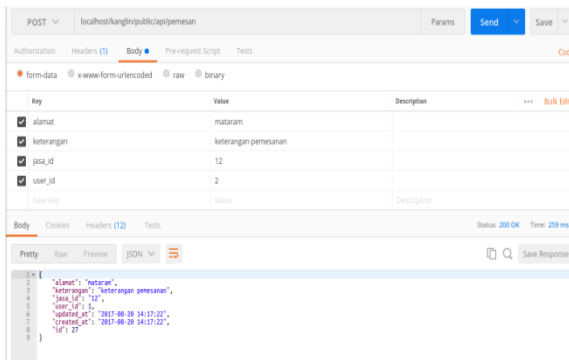 POST localhost/kanglin/public/api/pemesan Params Send Save
Authorization Headers (1) Body Pre-request Script Tests
form-data x-www-form-urlencoded raw binary
Key Value Description ••• Bulk Edi
alamat mataram
keterangan keterangan pemesanan
jasa_id 12
user_id 2
New key Value Description
Body Cookies Headers (12) Tests Status: 200 OK Time: 259 ms
Pretty Raw Preview JSON Save Response
1 {
2 "alamat": "mataram",
3 "keterangan": "keterangan pemesanan",
4 "jasa_id": "12",
5 "user_id": 1,
6 "updated_at": "2017-08-20 14:17:22",
7 "created_at": "2017-08-20 14:17:22",
8 "id": 27
9 }